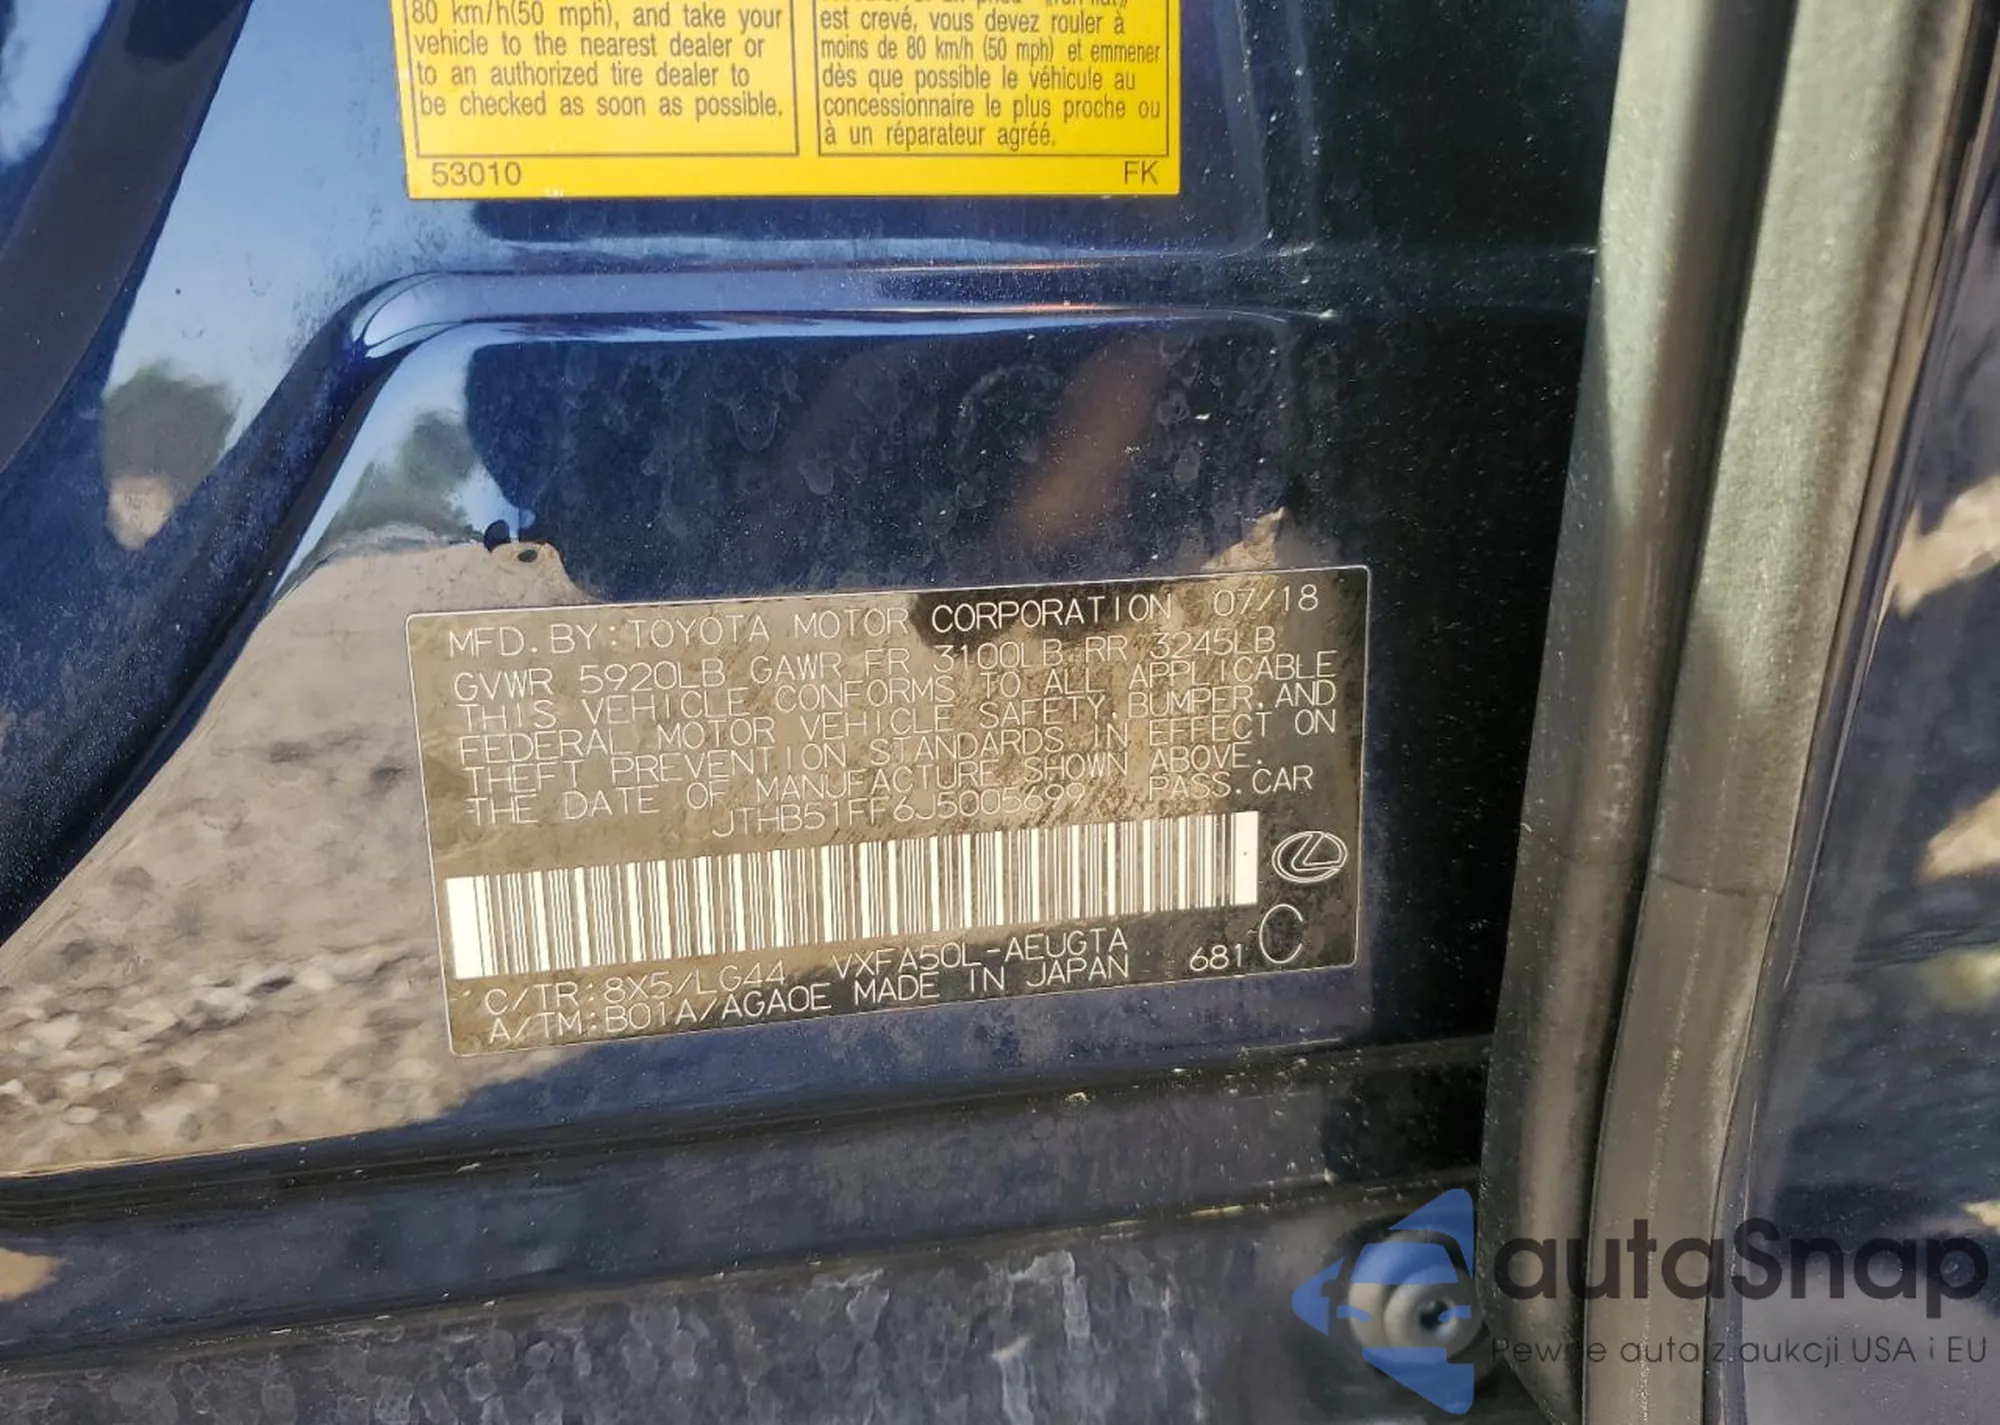 80 km/h(50 mph), and take your
vehicle to the nearest dealer or
to an authorized tire dealer to
be checked as soon as possible.
est crevé, vous devez rouler à
moins de 80 km/h (50 mph) et emmener
dès que possible le véhicule au
concessionnaire le plus proche ou
à un réparateur agréé.
53010
FK
MFD. BY:TOYOTA MOTOR CORPORATION 07/18
GVWR 5920LB GAWR FR 3100LB RR 3245LB
THIS VEHICLE CONFORMS TO ALL APPLICABLE
FEDERAL MOTOR VEHICLE SAFETY,BUMPER,AND
THEFT PREVENTION STANDARDS IN EFFECT ON
THE DATE OF MANUFACTURE SHOWN ABOVE.
JTHB51FF6J5005699 PASS.CAR
C/TR:8X5/LG44 VXFA50L-AEUGTA 681 C
A/TM:B01A/AGA0E MADE IN JAPAN
autaSnap
Pewne auta z aukcji USA i EU